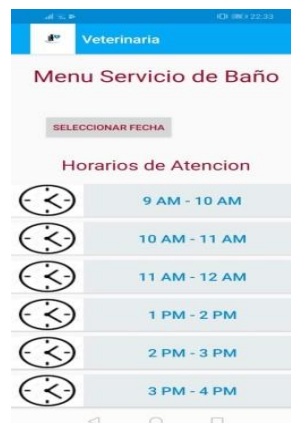 22:33
Veterinaria
Menu Servicio de Baño
SELECCIONAR FECHA
Horarios de Atencion
9 AM - 10 AM
10 AM - 11 AM
11 AM - 12 AM
1 PM - 2 PM
2 PM - 3 PM
3 PM - 4 PM